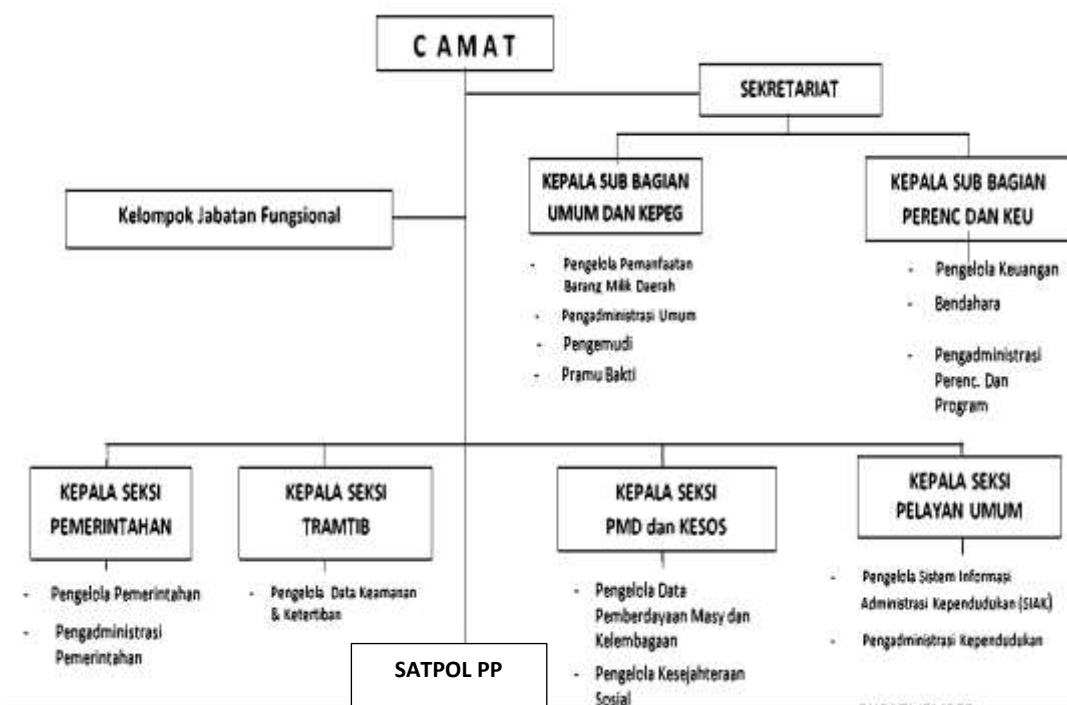 CAMAT
SEKRETARIAT
KEPALA SUB BAGIAN
UMUM DAN KEPEG
KEPALA SUB BAGIAN
PERENC DAN KEU
Kelompok Jabatan Fungsional
- Pengelola Pemanfaatan
Barang Milik Daerah
- Pengadministrasi Umum
- Pengemudi
- Pramu Bakti
- Pengelola Keuangan
- Bendahara
- Pengadministrasi
Perenc. Dan
Program
KEPALA SEKSI
PEMERINTAHAN
KEPALA SEKSI
TRAMTIB
KEPALA SEKSI
PMD dan KESOS
KEPALA SEKSI
PELAYAN UMUM
- Pengelola Pemerintahan
- Pengadministrasi
Pemerintahan
- Pengelola Data Keamanan
& Ketertiban
- Pengelola Data
Pemberdayaan Masy dan
Kelembagaan
- Pengelola Kesejahteraan
Sosial
- Pengelola Sistem Informasi
Administrasi Kependudukan (SIAK)
- Pengadministrasi Kependudukan
SATPOL PP